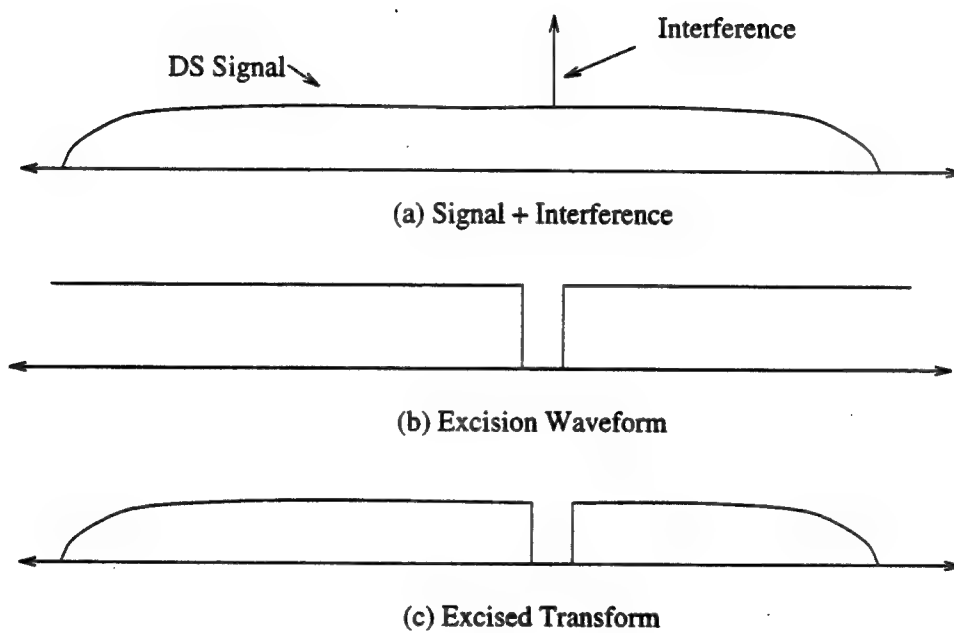 Interference
DS Signal
(a) Signal + Interference
(b) Excision Waveform
(c) Excised Transform